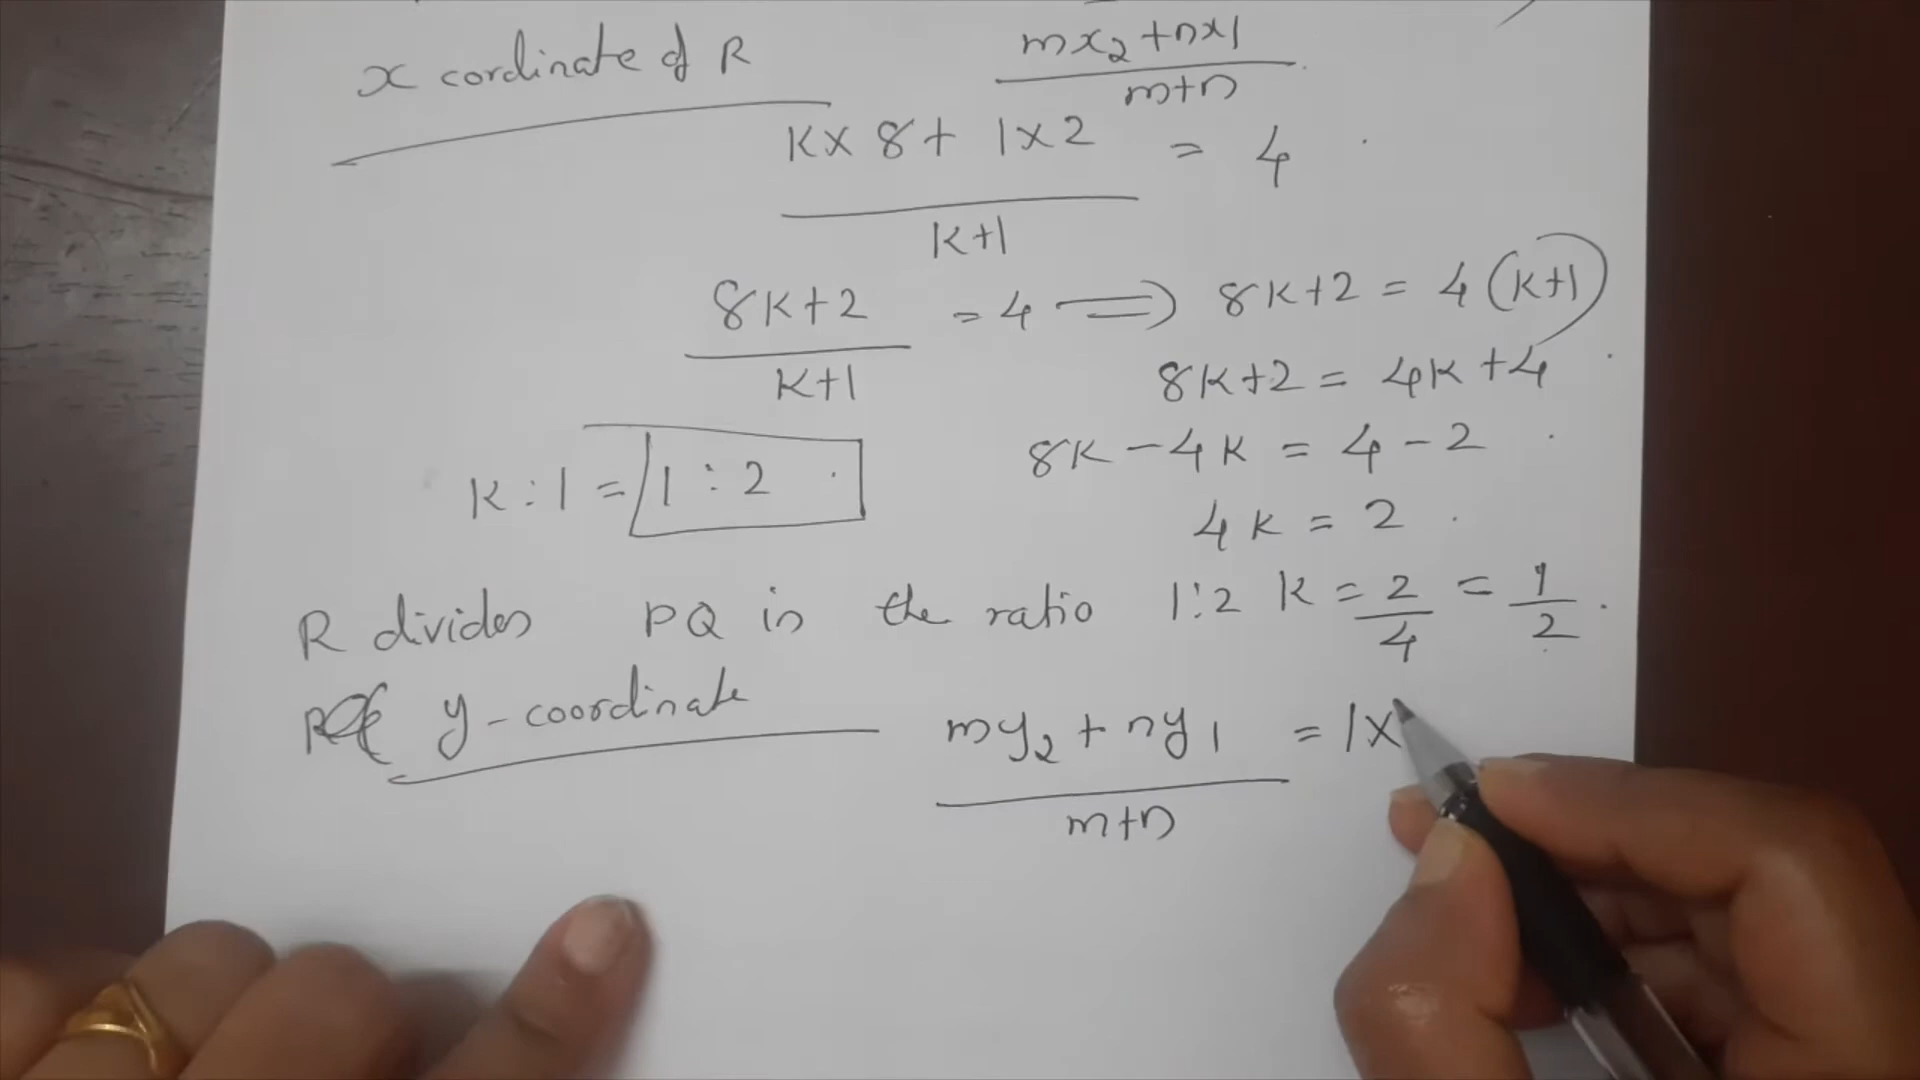 x cordinate of R
mx2 + nx1
m+n
K × 8 + 1 × 2 = 4
K+1
8K+2 = 4 ⟹ 8K+2 = 4(K+1)
K+1
8K+2 = 4K+4
8K - 4K = 4 - 2
K : 1 = 1 : 2
4K = 2
R divides PQ in the ratio 1:2 K = 2/4 = 1/2
y - coordinate
my2 + ny1 = 1×
m+n